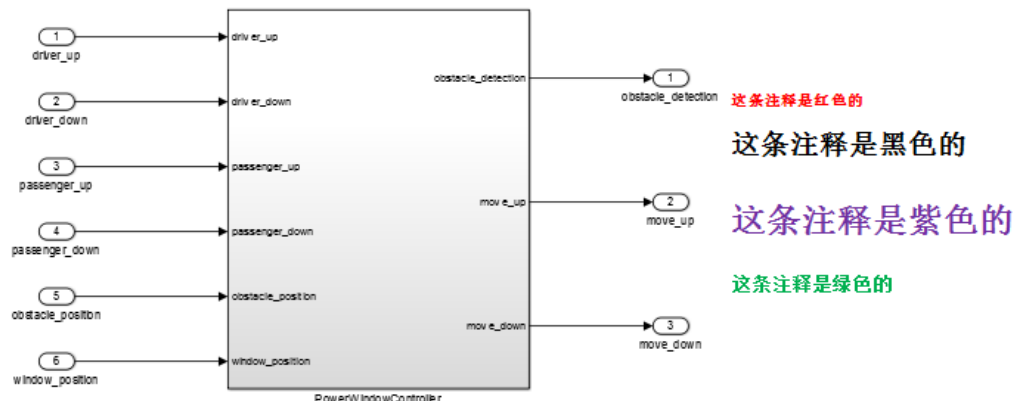 1
driver_up
driver_up
2
driver_down
driver_down
3
passenger_up
passenger_up
4
passenger_down
passenger_down
5
obstacle_position
obstacle_position
6
window_position
window_position
obstacle_detection
1
obstacle_detection
move_up
2
move_up
move_down
3
move_down
PowerWindowController
这条注释是红色的
这条注释是黑色的
这条注释是紫色的
这条注释是绿色的